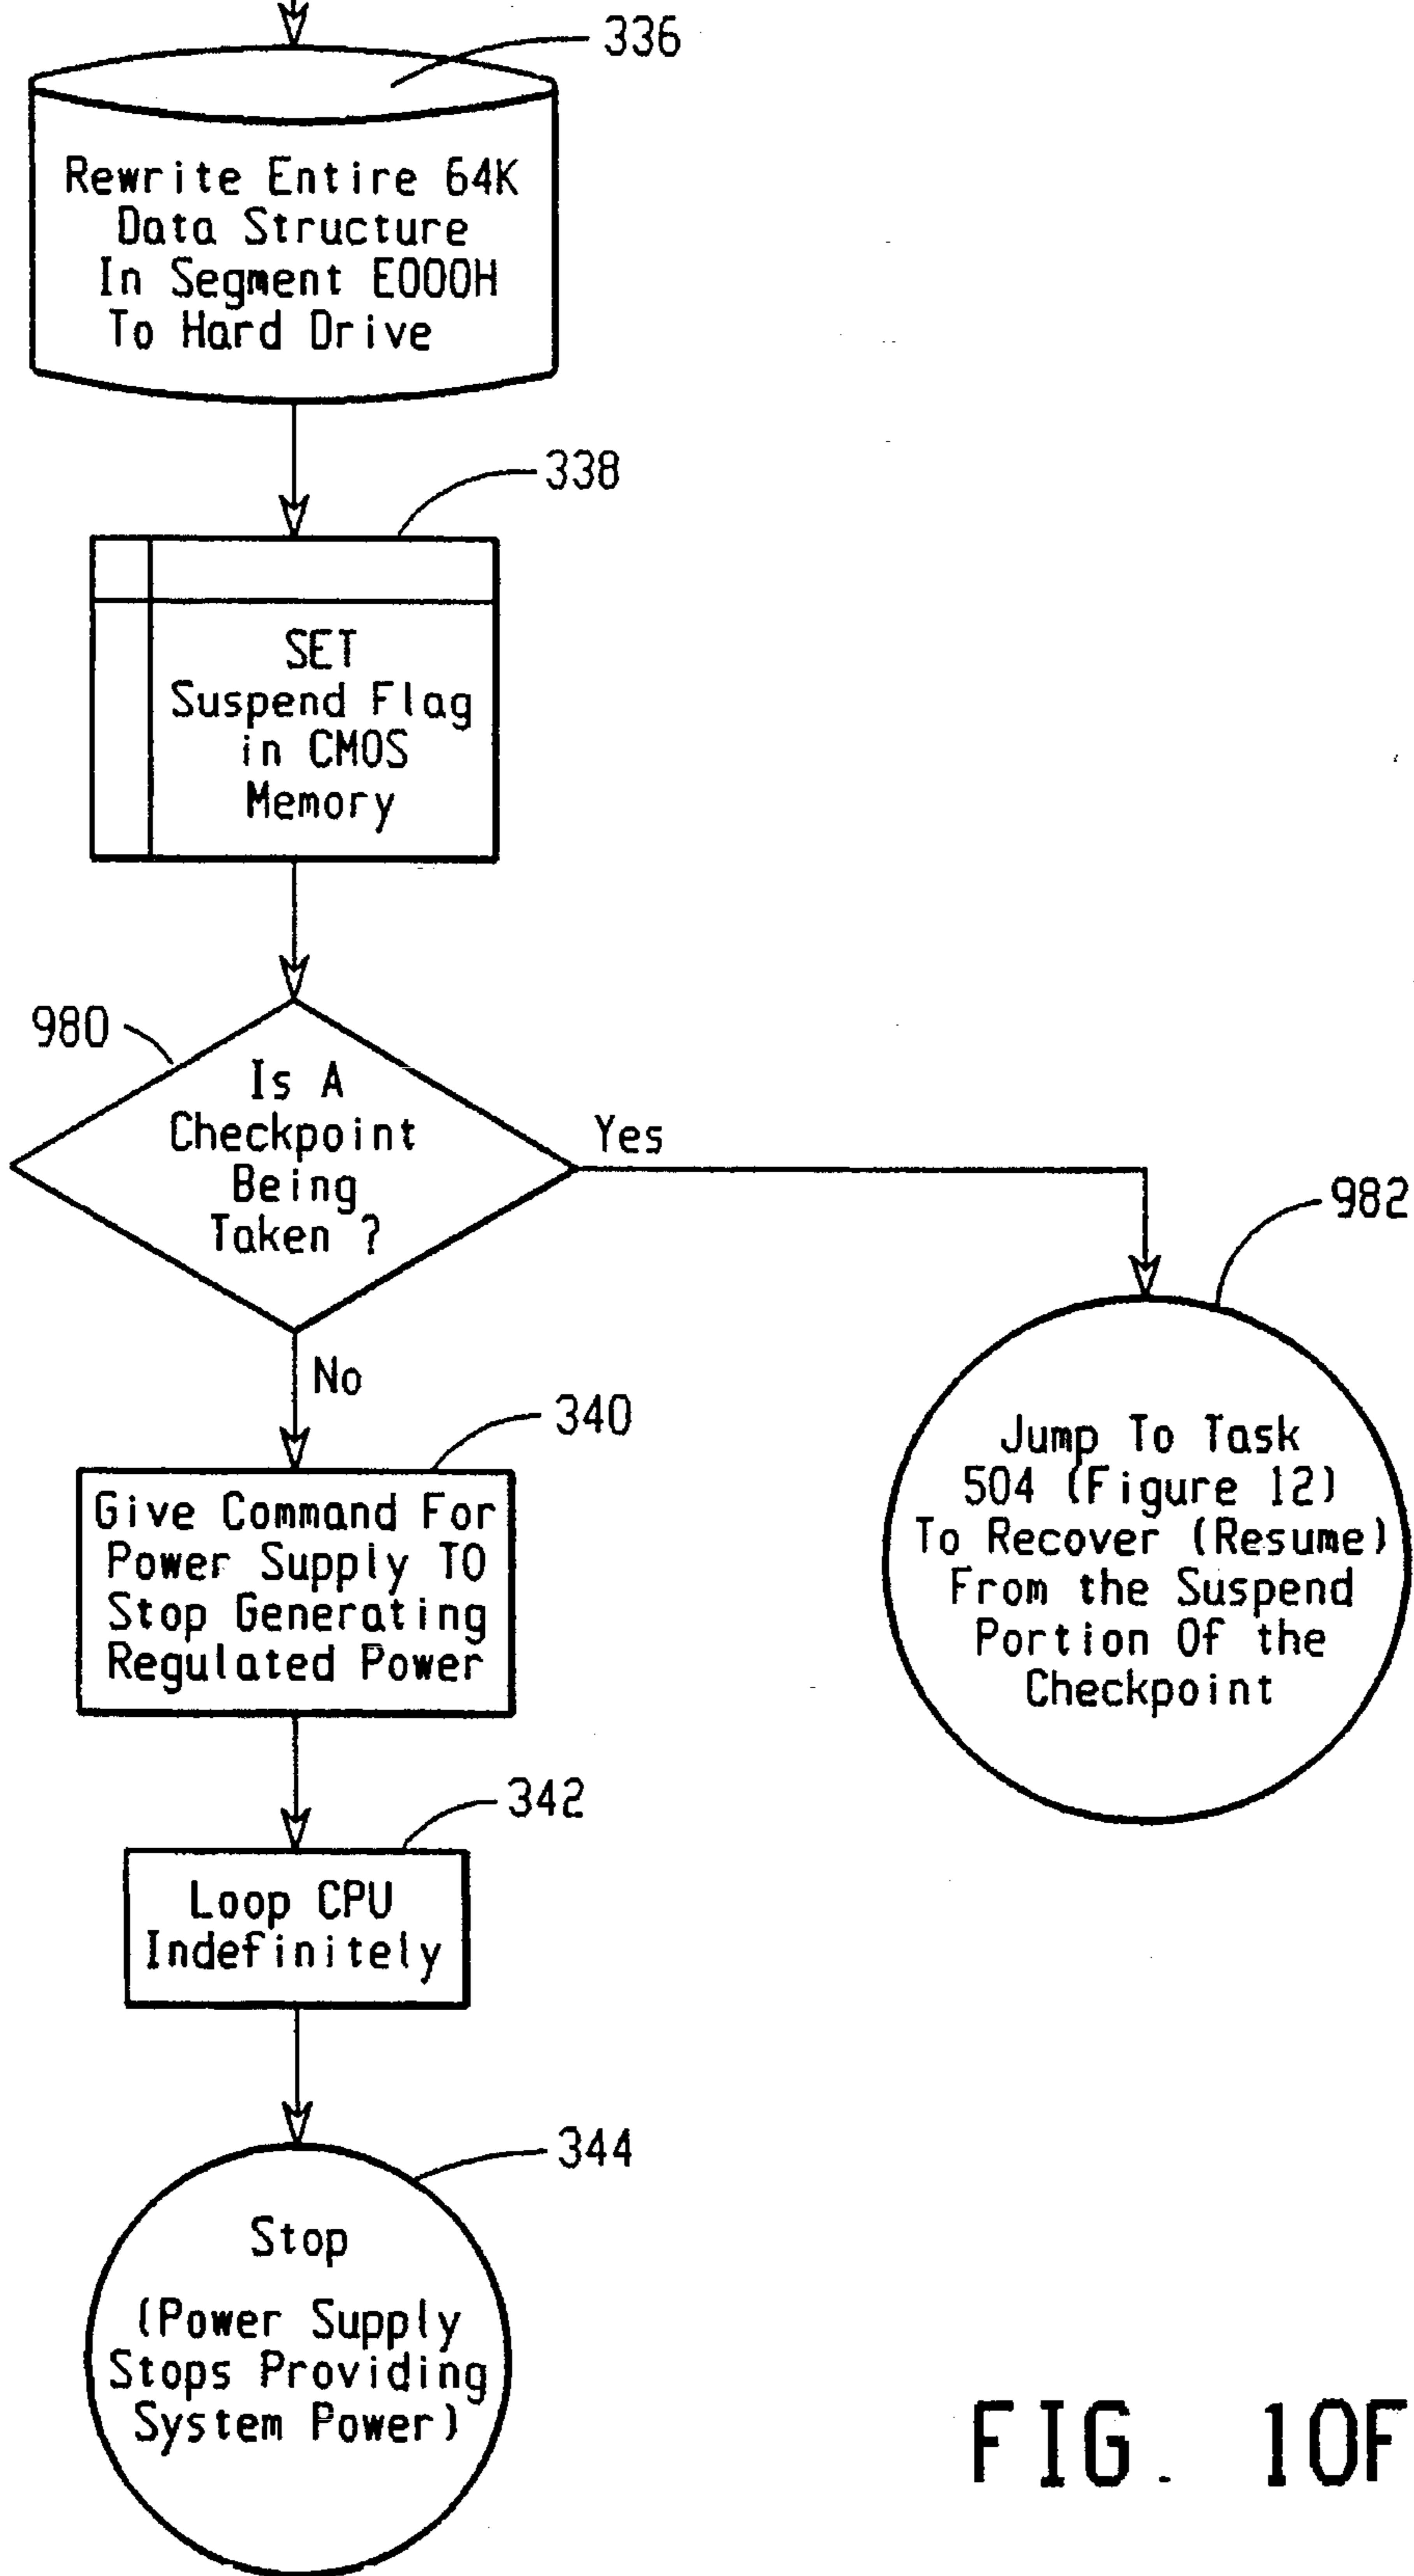 336
Rewrite Entire 64K
Data Structure
In Segment E000H
To Hard Drive
338
SET
Suspend Flag
in CMOS
Memory
980
Is A
Checkpoint
Being
Taken ?
Yes
982
No
Jump To Task
504 (Figure 12)
To Recover (Resume)
From the Suspend
Portion Of the
Checkpoint
340
Give Command For
Power Supply TO
Stop Generating
Regulated Power
342
Loop CPU
Indefinitely
344
Stop
(Power Supply
Stops Providing
System Power)
FIG. 10F